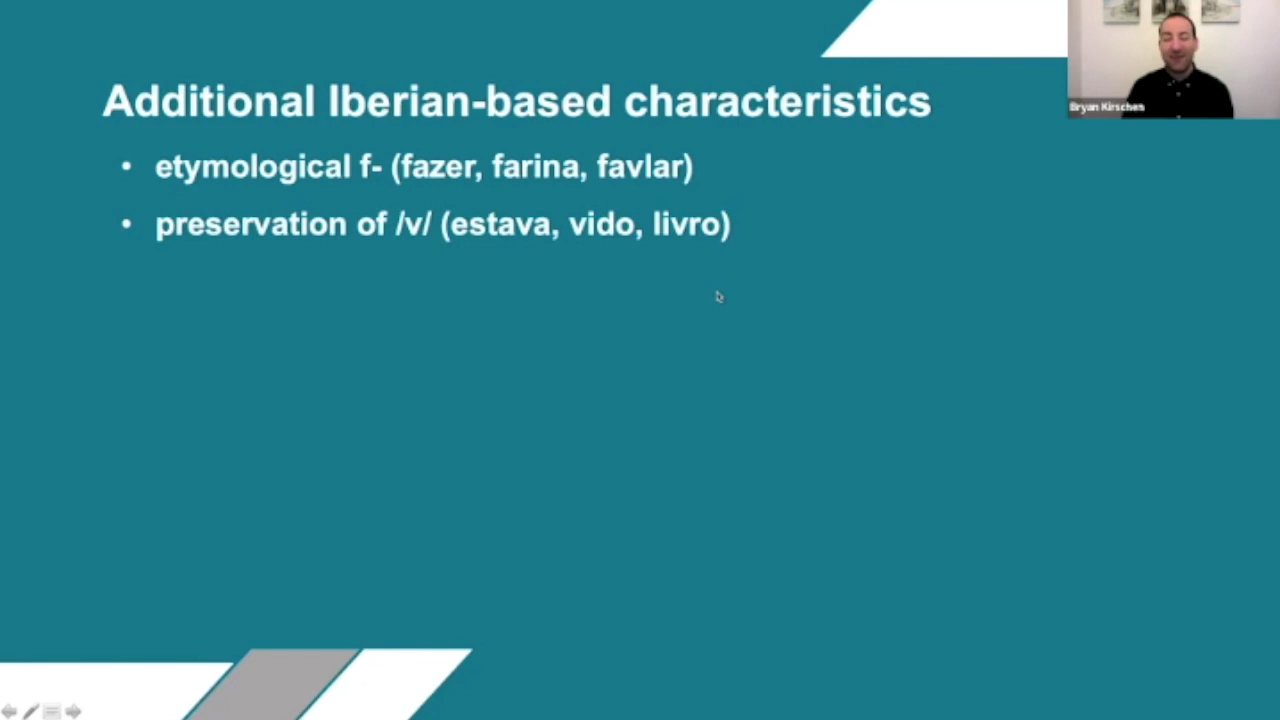 Additional Iberian-based characteristics
• etymological f- (fazer, farina, favlar)
• preservation of /v/ (estava, vido, livro)
Bryan Kirschen